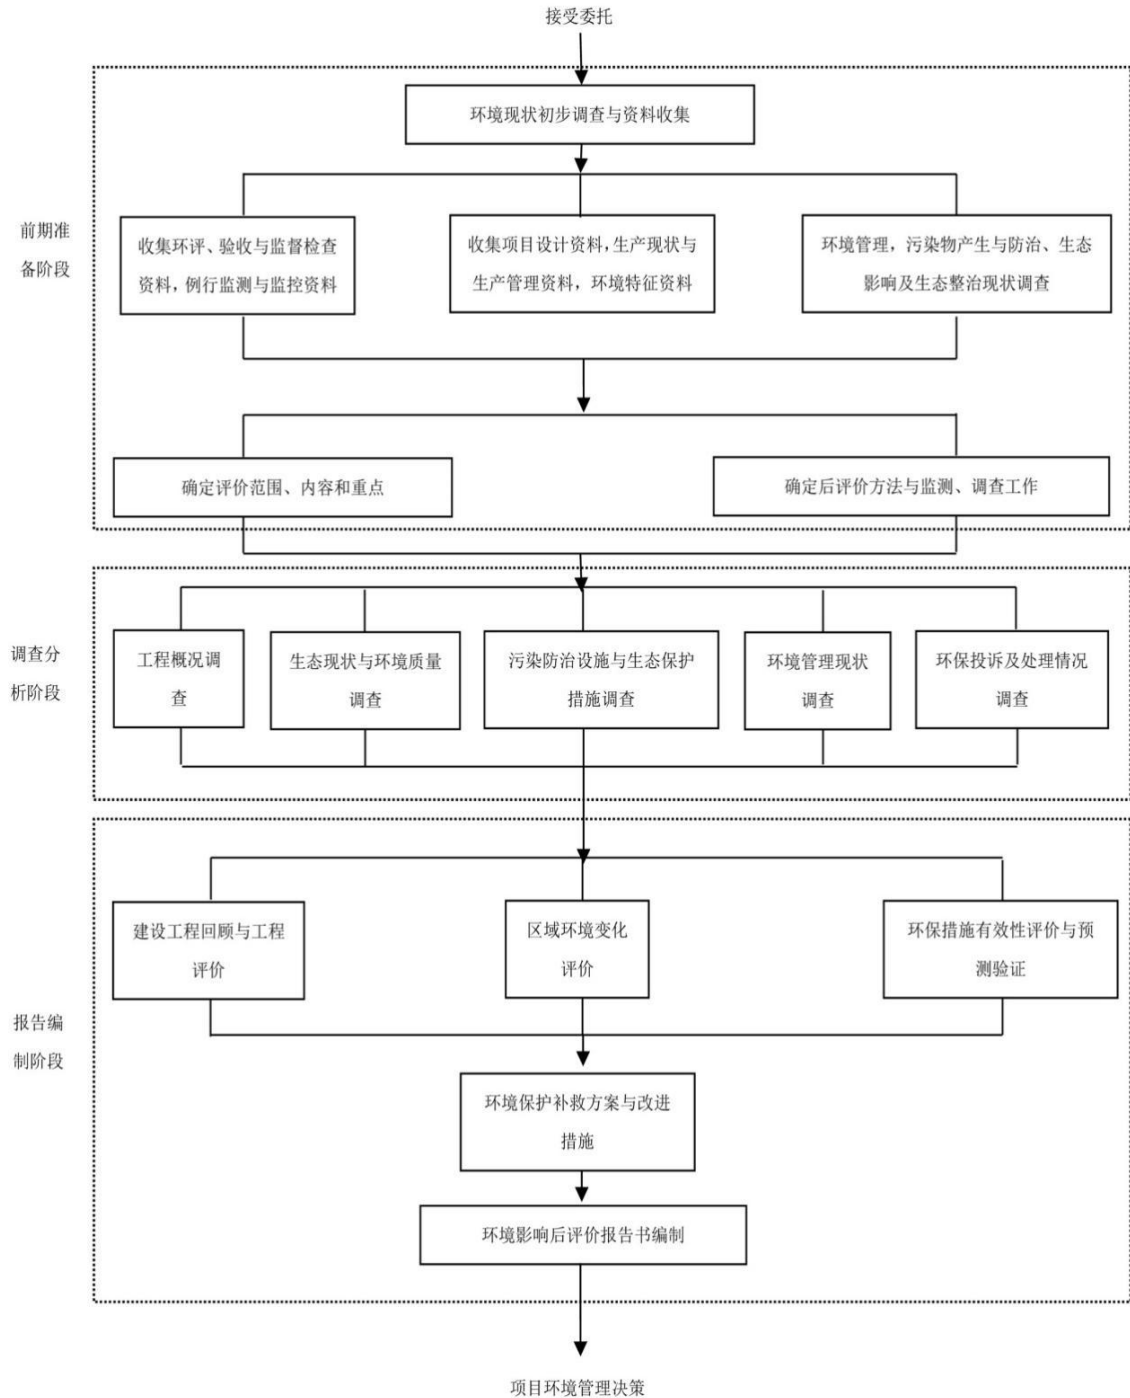 接受委托
环境现状初步调查与资料收集
前期准
备阶段
收集环评、验收与监督检查
资料，例行监测与监控资料
收集项目设计资料，生产现状与
生产管理资料，环境特征资料
环境管理，污染物产生与防治、生态
影响及生态整治现状调查
确定评价范围、内容和重点
确定后评价方法与监测、调查工作
调查分
析阶段
工程概况调
查
生态现状与环境质量
调查
污染防治设施与生态保护
措施调查
环境管理现状
调查
环保投诉及处理情况
调查
报告编
制阶段
建设工程回顾与工程
评价
区域环境变化
评价
环保措施有效性评价与预
测验证
环境保护补救方案与改进
措施
环境影响后评价报告书编制
项目环境管理决策